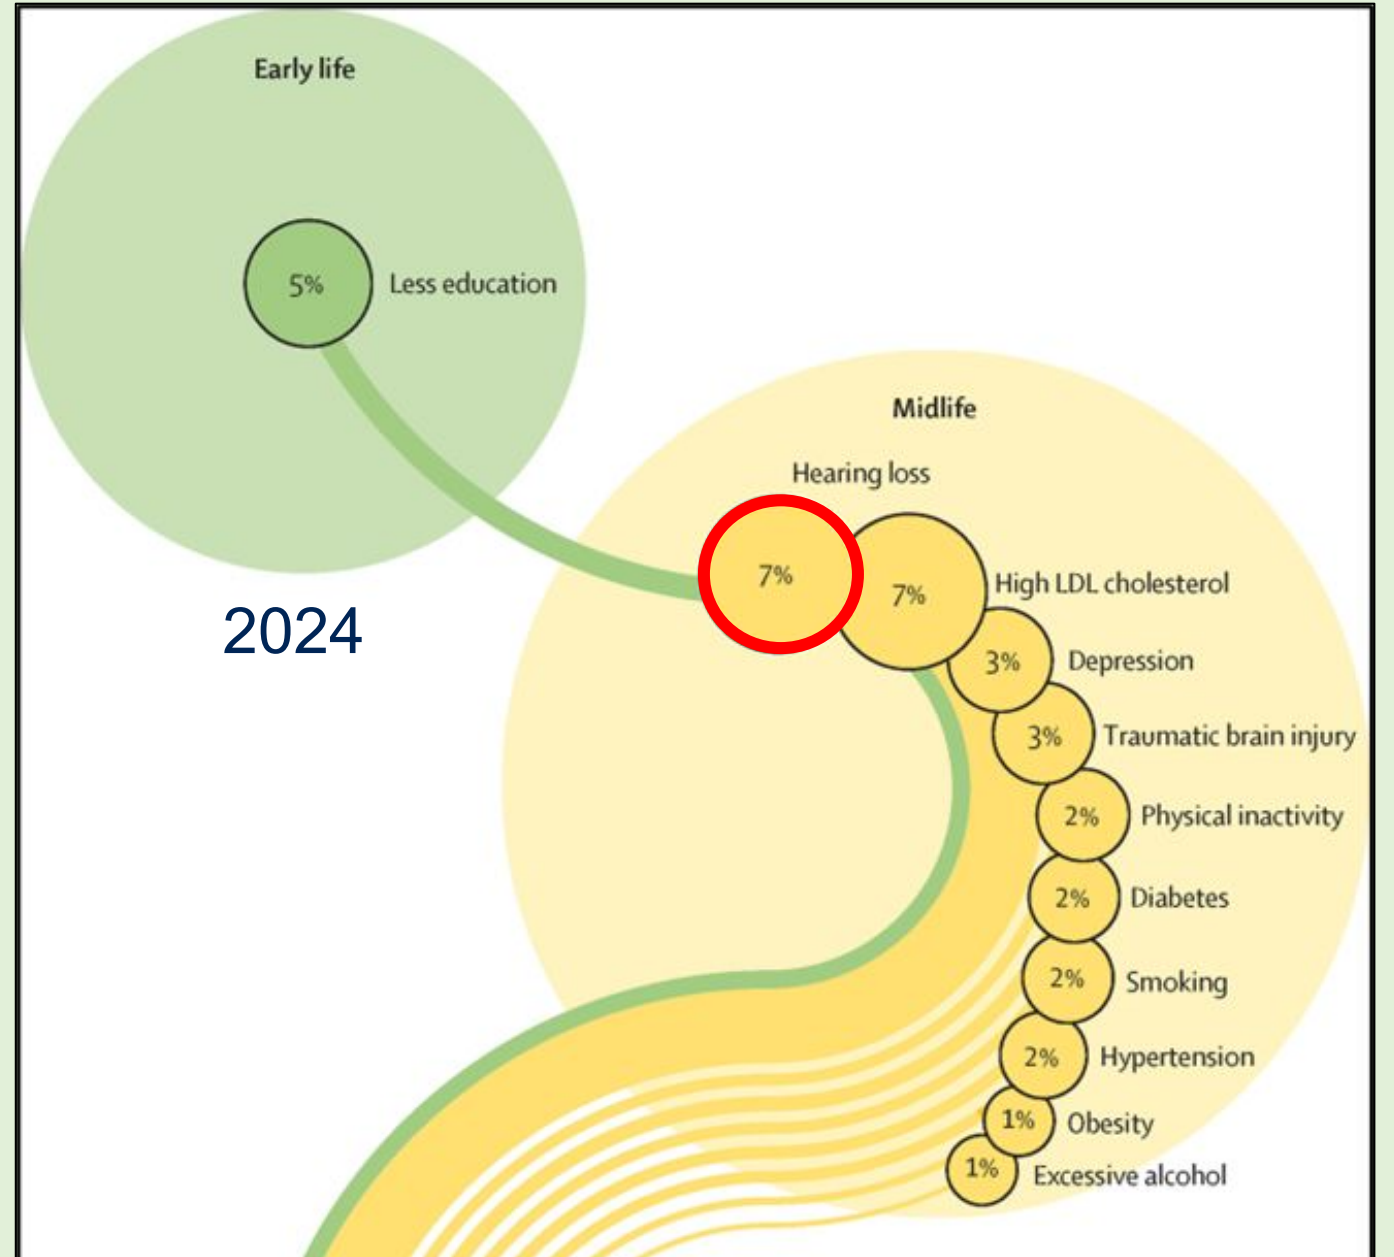 Early life
5%
Less education
2024
Midlife
Hearing loss
7%
7%
High LDL cholesterol
3%
Depression
3%
Traumatic brain injury
2%
Physical inactivity
2%
Diabetes
2%
Smoking
2%
Hypertension
1%
Obesity
1%
Excessive alcohol